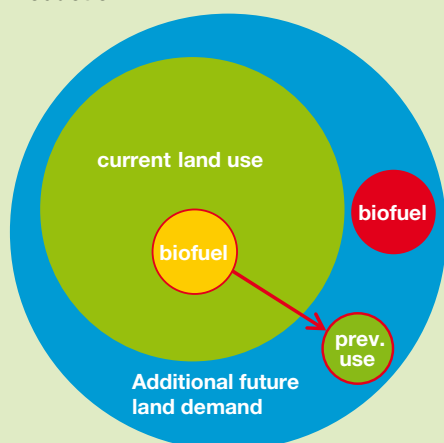 current land use
biofuel
biofuel
prev.
use
Additional future
land demand